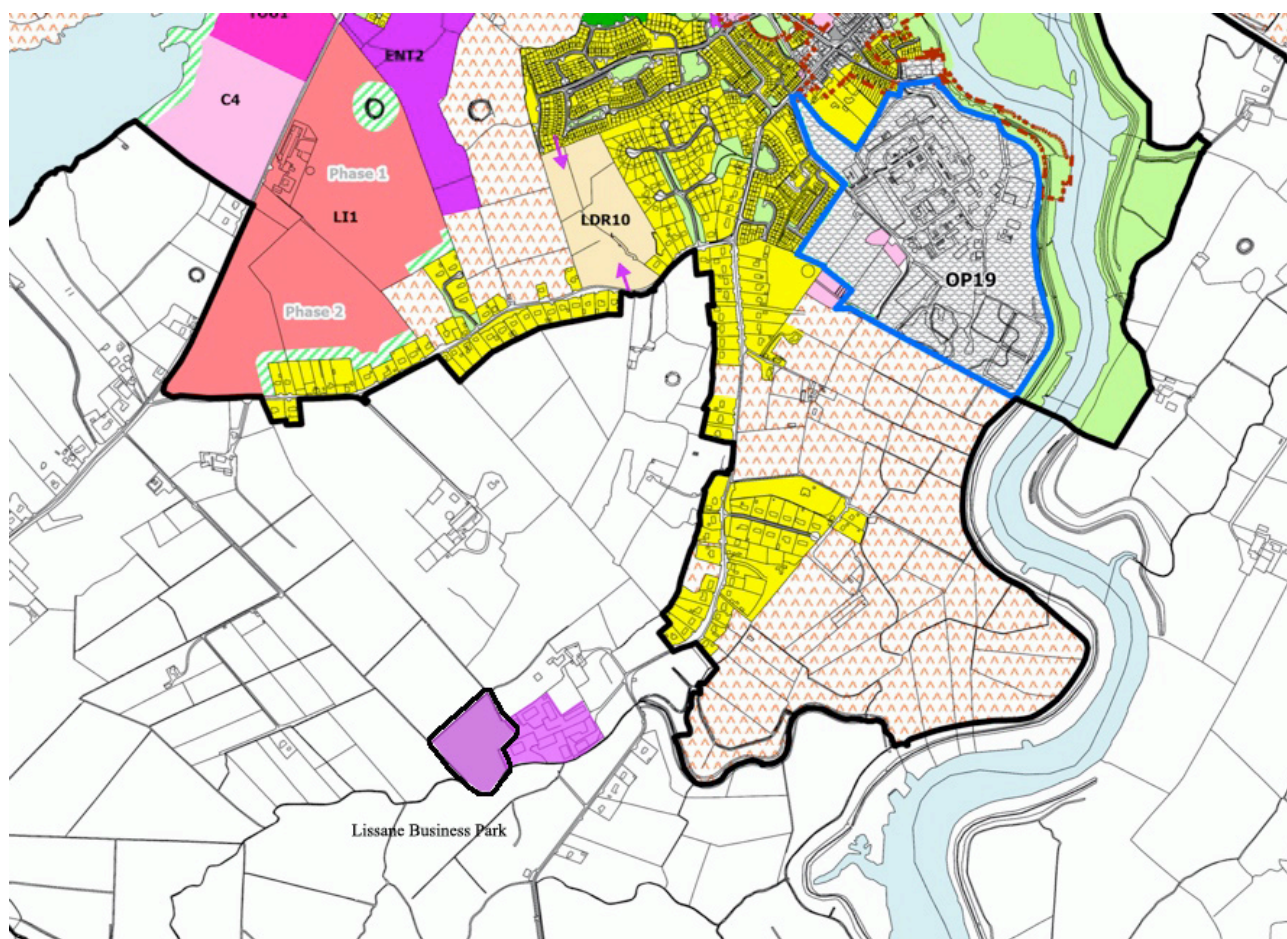 ENT2
C4
Phase 1
LI1
LDR10
OP19
Phase 2
Lissane Business Park